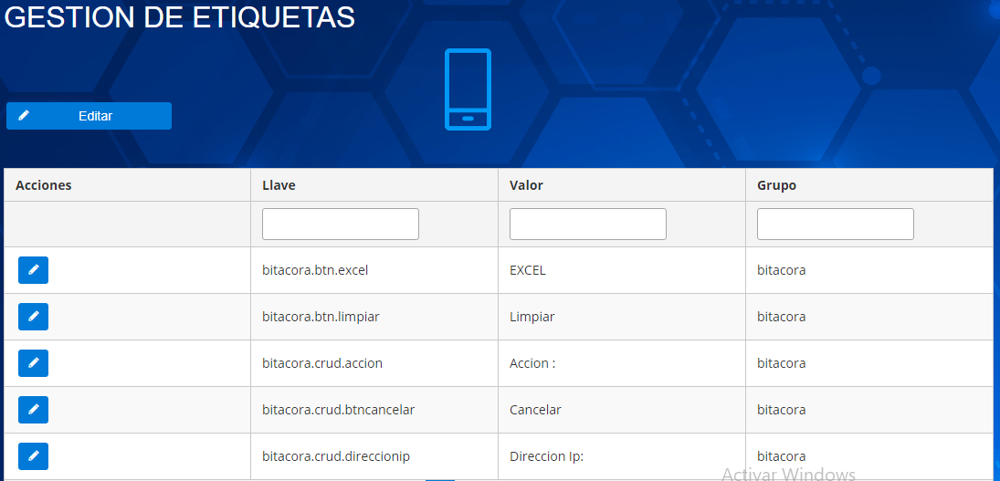 GESTION DE ETIQUETAS
Editar
Acciones Llave Valor Grupo
bitacora.btn.excel EXCEL bitacora
bitacora.btn.limpiar Limpiar bitacora
bitacora.crud.accion Accion : bitacora
bitacora.crud.btncancelar Cancelar bitacora
bitacora.crud.direccionip Direccion Ip: bitacora
Activar Windows